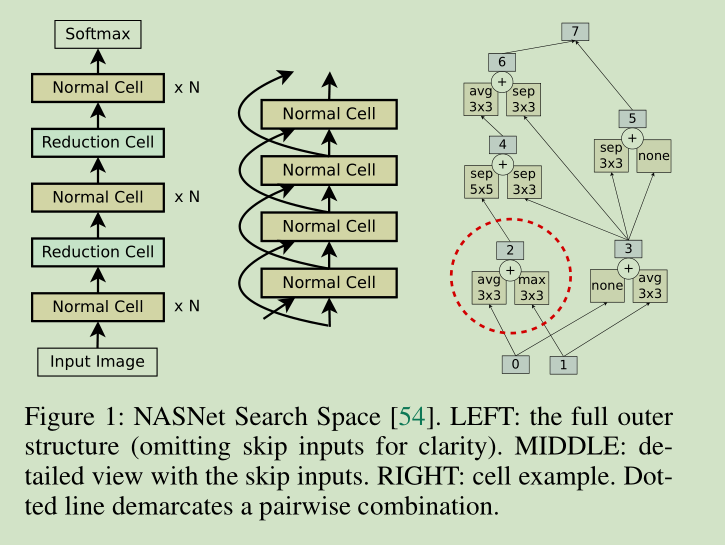 Softmax
Normal Cell
x N
Reduction Cell
Normal Cell
x N
Reduction Cell
Normal Cell
x N
Input Image
Normal Cell
Normal Cell
Normal Cell
Normal Cell
7
6
+
avg
3x3
sep
3x3
5
+
sep
3x3
none
4
+
sep
5x5
sep
3x3
2
+
avg
3x3
max
3x3
3
+
none
avg
3x3
0
1
Figure 1: NASNet Search Space [54]. LEFT: the full outer
structure (omitting skip inputs for clarity). MIDDLE: de-
tailed view with the skip inputs. RIGHT: cell example. Dot-
ted line demarcates a pairwise combination.